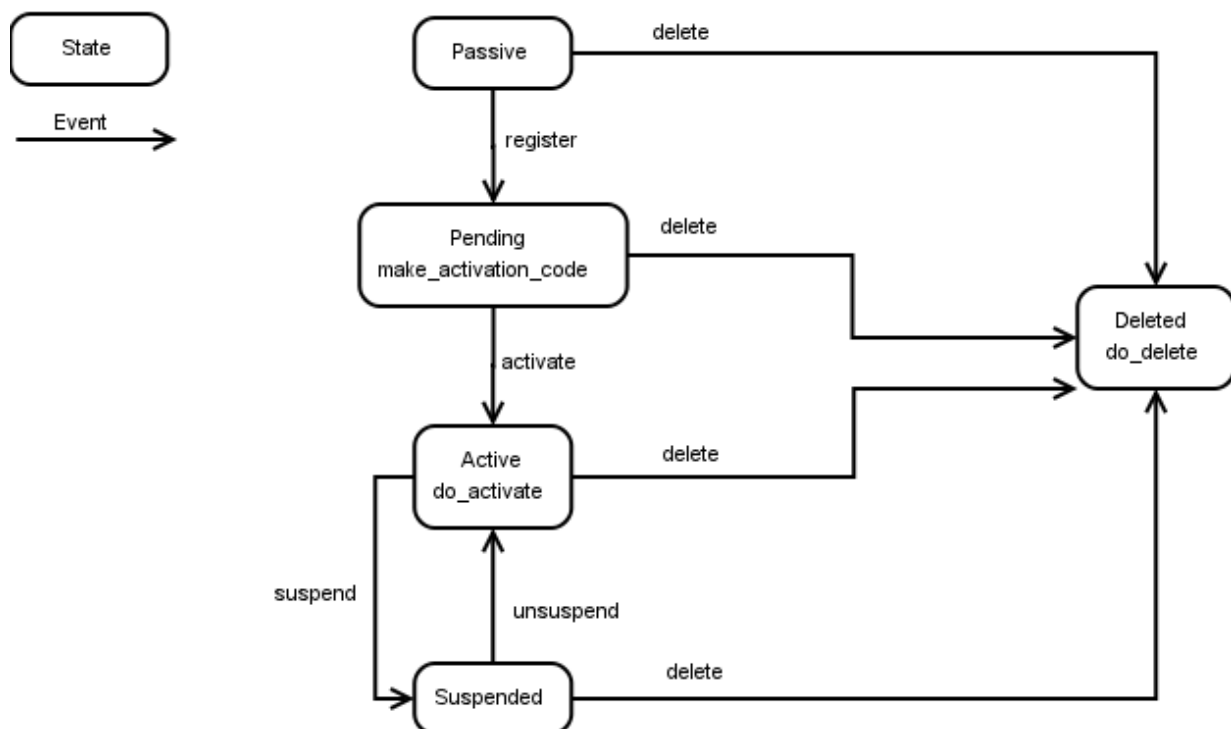 State
Event
Passive
delete
register
Pending
make_activation_code
delete
Deleted
do_delete
activate
Active
do_activate
delete
suspend
unsuspend
Suspended
delete